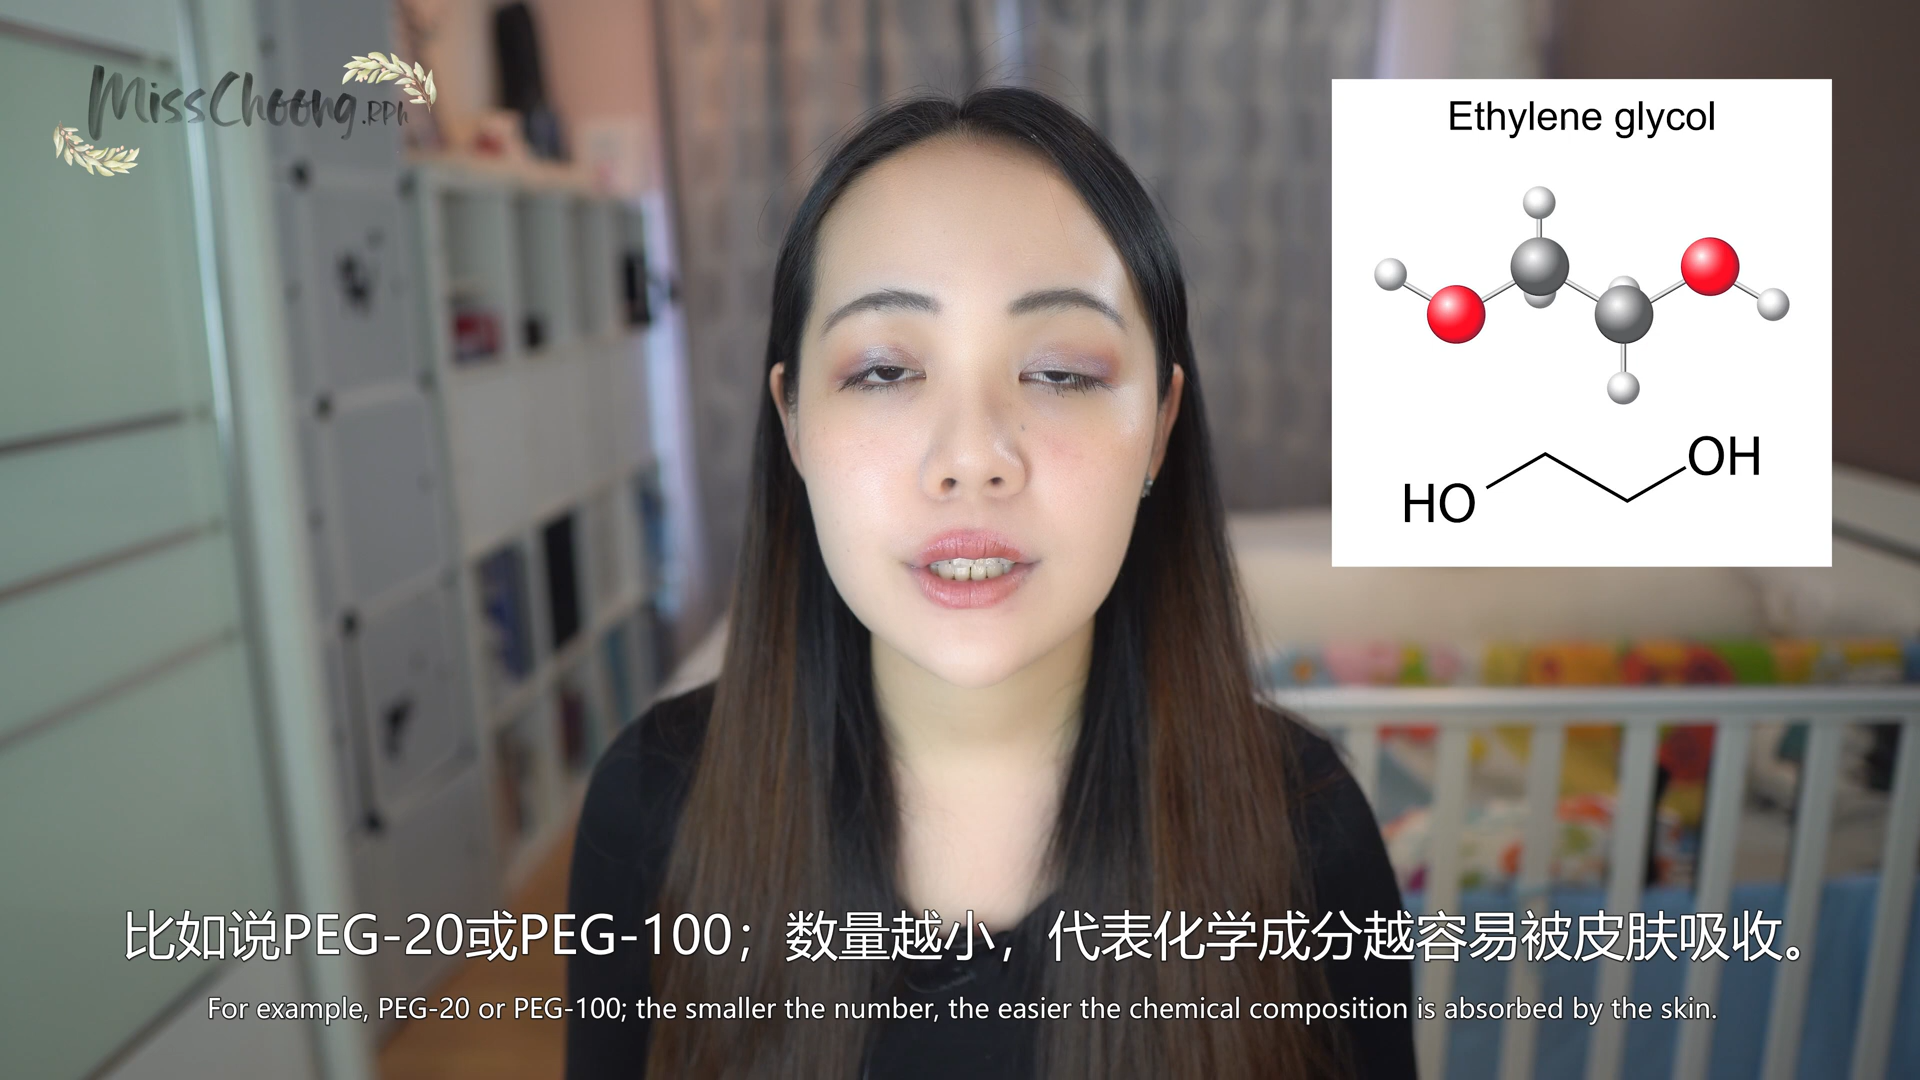 MissChoong.RPh
Ethylene glycol
OH
HO
比如说PEG-20或PEG-100；数量越小，代表化学成分越容易被皮肤吸收。
For example, PEG-20 or PEG-100; the smaller the number, the easier the chemical composition is absorbed by the skin.